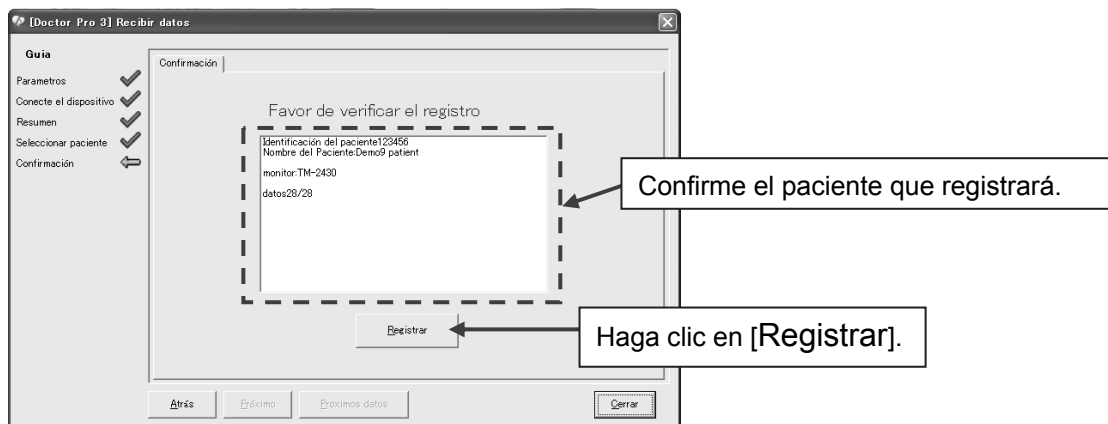 [Doctor Pro 3] Recibir datos
Guia
Parametros
Conecte el dispositivo
Resumen
Seleccionar paciente
Confirmación
Confirmación
Favor de verificar el registro
Identificación del paciente123456
Nombre del Paciente:Demo9 patient
monitor:TM-2430
datos28/28
Registrar
Atrás
Próximo
Proximos datos
Cerrar
Confirme el paciente que registrará.
Haga clic en [Registrar].